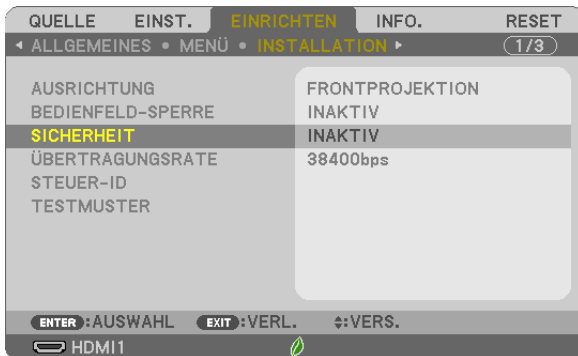 QUELLE EINST. EINRICHTEN INFO. RESET
◂ ALLGEMEINES • MENÜ • INSTALLATION ▸ 1/3
AUSRICHTUNG FRONTPROJEKTION
BEDIENFELD-SPERRE INAKTIV
SICHERHEIT INAKTIV
ÜBERTRAGUNGSRATE 38400bps
STEUER-ID
TESTMUSTER
ENTER :AUSWAHL EXIT :VERL. :VERS.
HDMI1